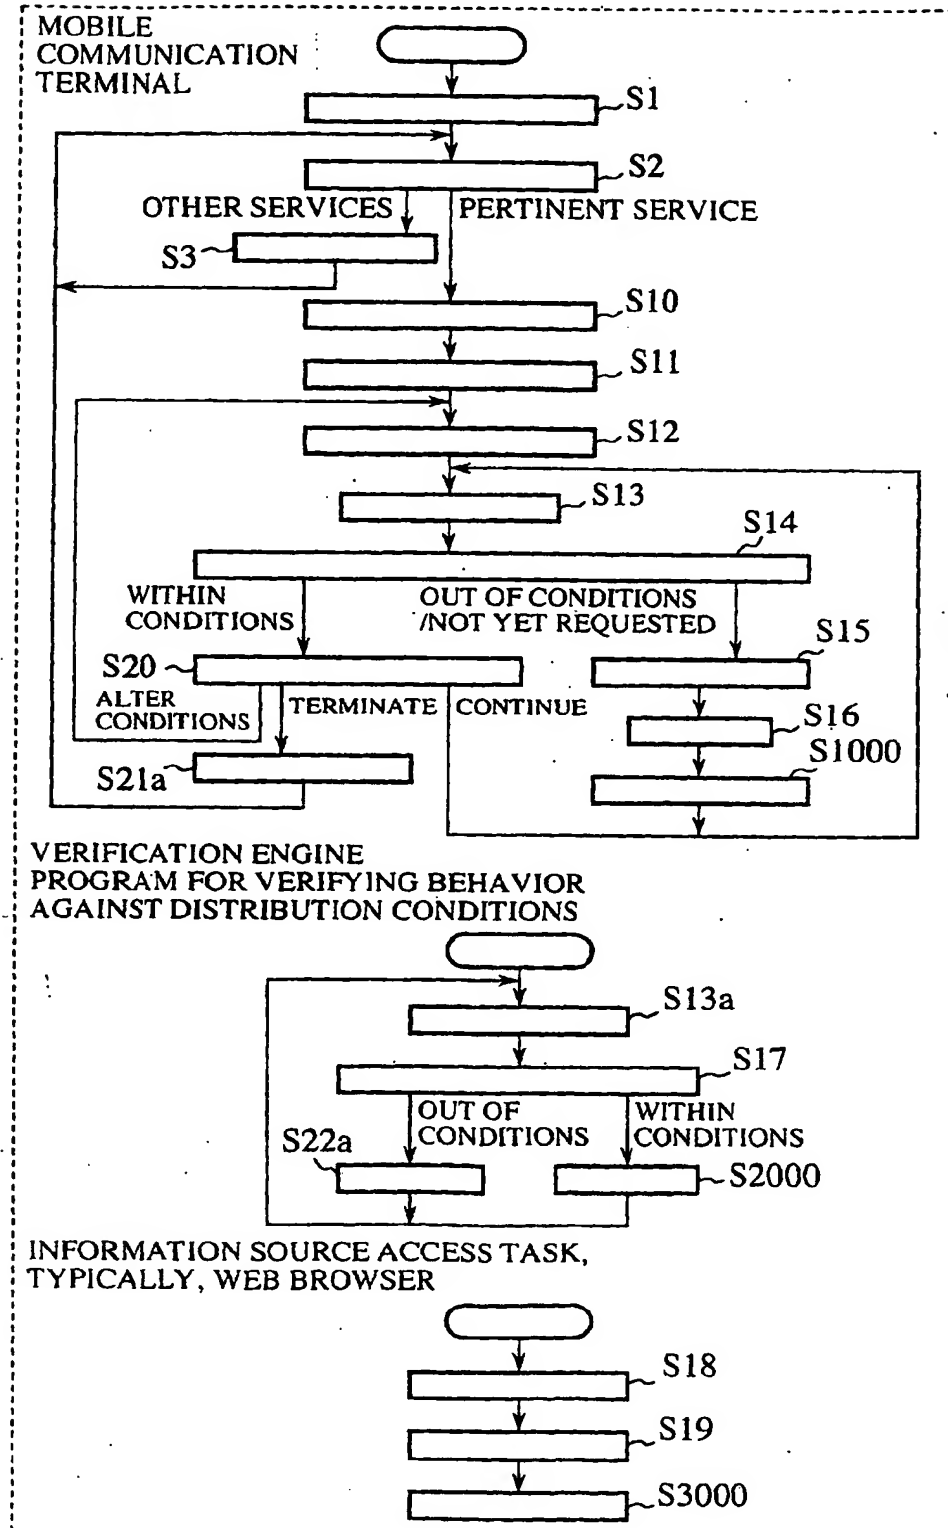 MOBILE
COMMUNICATION
TERMINAL
S1
S2
OTHER SERVICES
PERTINENT SERVICE
S3
S10
S11
S12
S13
S14
WITHIN
CONDITIONS
OUT OF CONDITIONS
/NOT YET REQUESTED
S15
S20
ALTER
CONDITIONS
TERMINATE
CONTINUE
S16
S21a
S1000
VERIFICATION ENGINE
PROGRAM FOR VERIFYING BEHAVIOR
AGAINST DISTRIBUTION CONDITIONS
S13a
S17
OUT OF
CONDITIONS
WITHIN
CONDITIONS
S22a
S2000
INFORMATION SOURCE ACCESS TASK,
TYPICALLY, WEB BROWSER
S18
S19
S3000